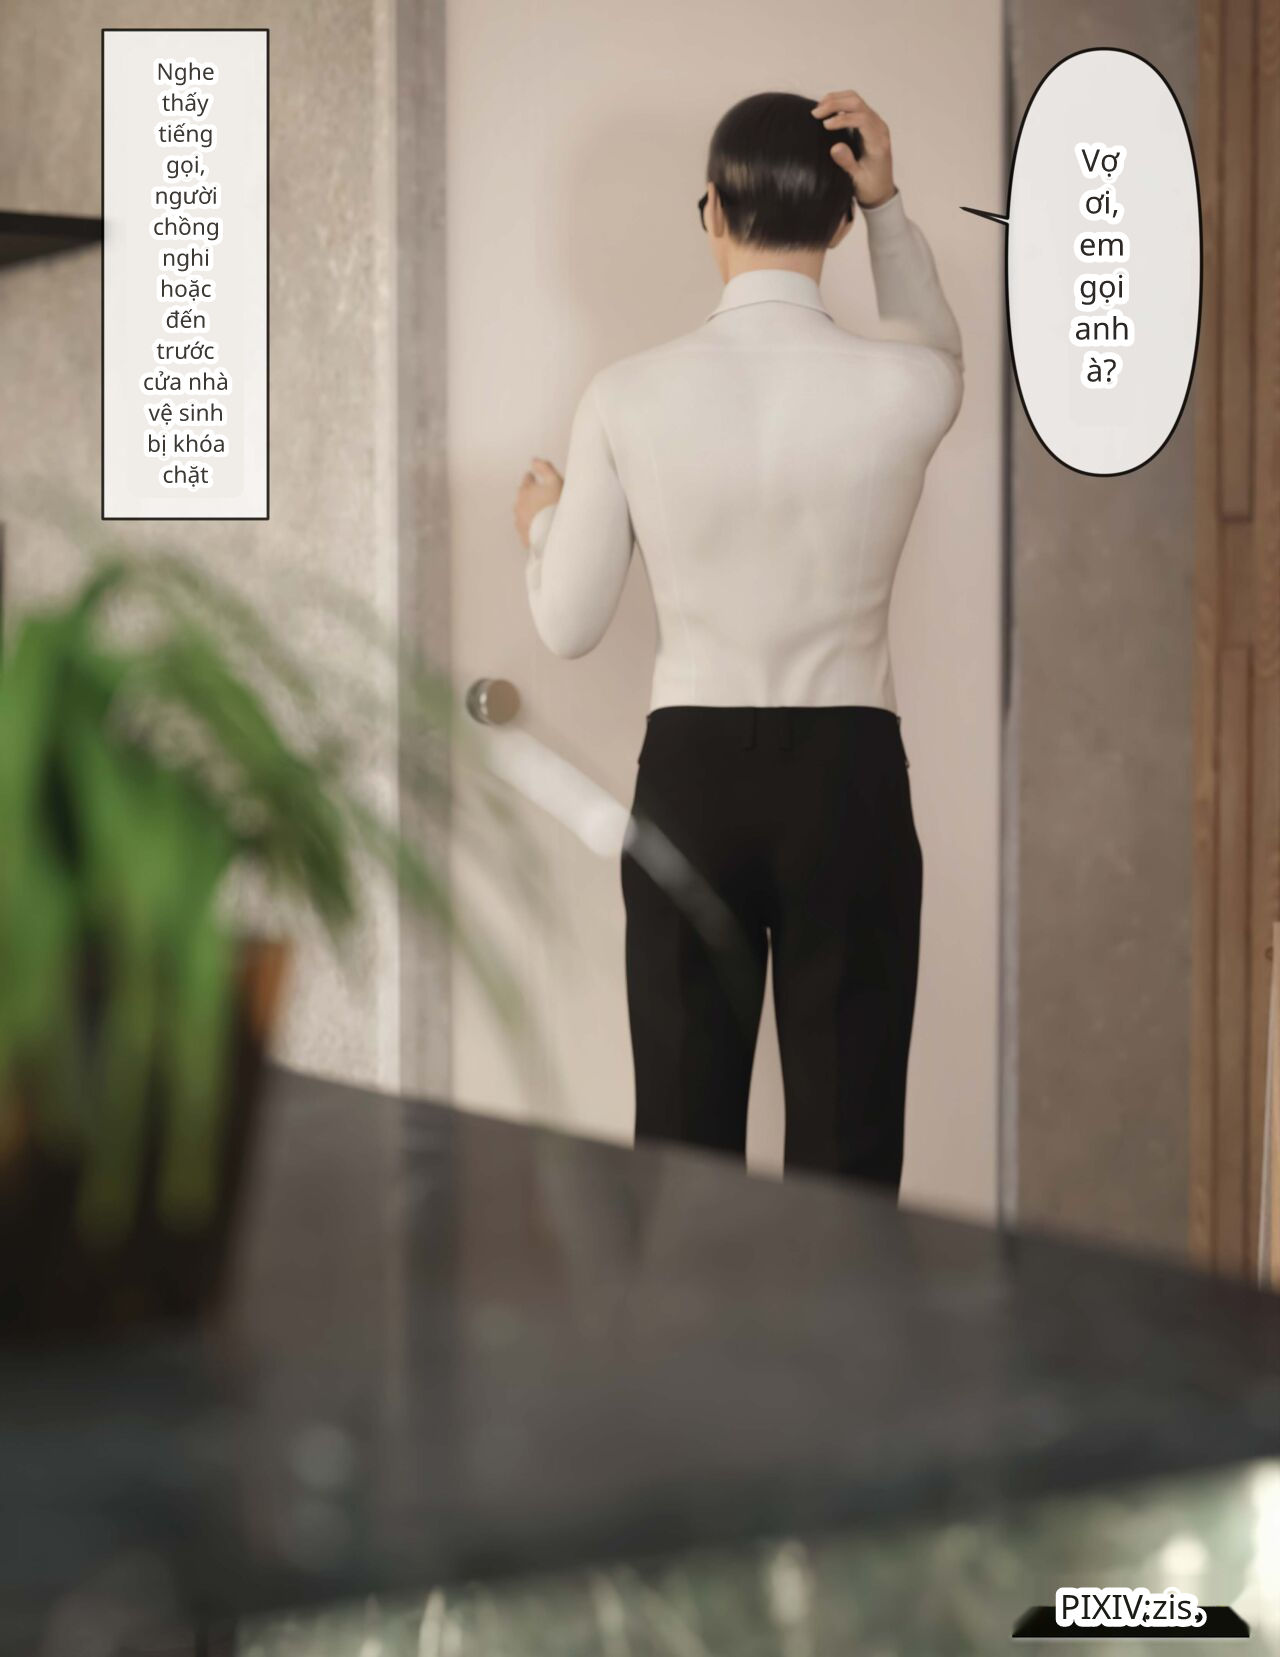 Nghe
thấy
tiếng
gọi,
người
chồng
nghi
hoặc
đến
trước
cửa nhà
vệ sinh
bị khóa
chặt
Vợ
ơi,
em
gọi
anh
à?
PIXIV;zis,